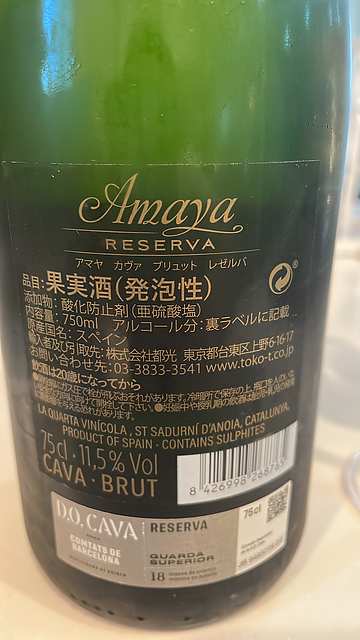 Amaya
RESERVA
アマヤ カヴァ ブリュット レゼルバ
品目：果実酒（発泡性）
添加物：酸化防止剤（亜硫酸塩）
内容量：750ml アルコール分：裏ラベルに記載
原産国名：スペイン
輸入者及び引取先：株式会社都光 東京都台東区上野6-16-17
お問い合わせ先：03-3833-3541 www.toko-t.co.jp
飲酒は20歳になってから
LA QUARTA VINÍCOLA, ST SADURNÍ D'ANOIA, CATALUNYA,
PRODUCT OF SPAIN · CONTAINS SULPHITES
75cl · 11,5% Vol
CAVA · BRUT
8 426998 268765
D.O. CAVA
COMTATS DE
BARCELONA
RESERVA
75cl
GUARDA
SUPERIOR
18